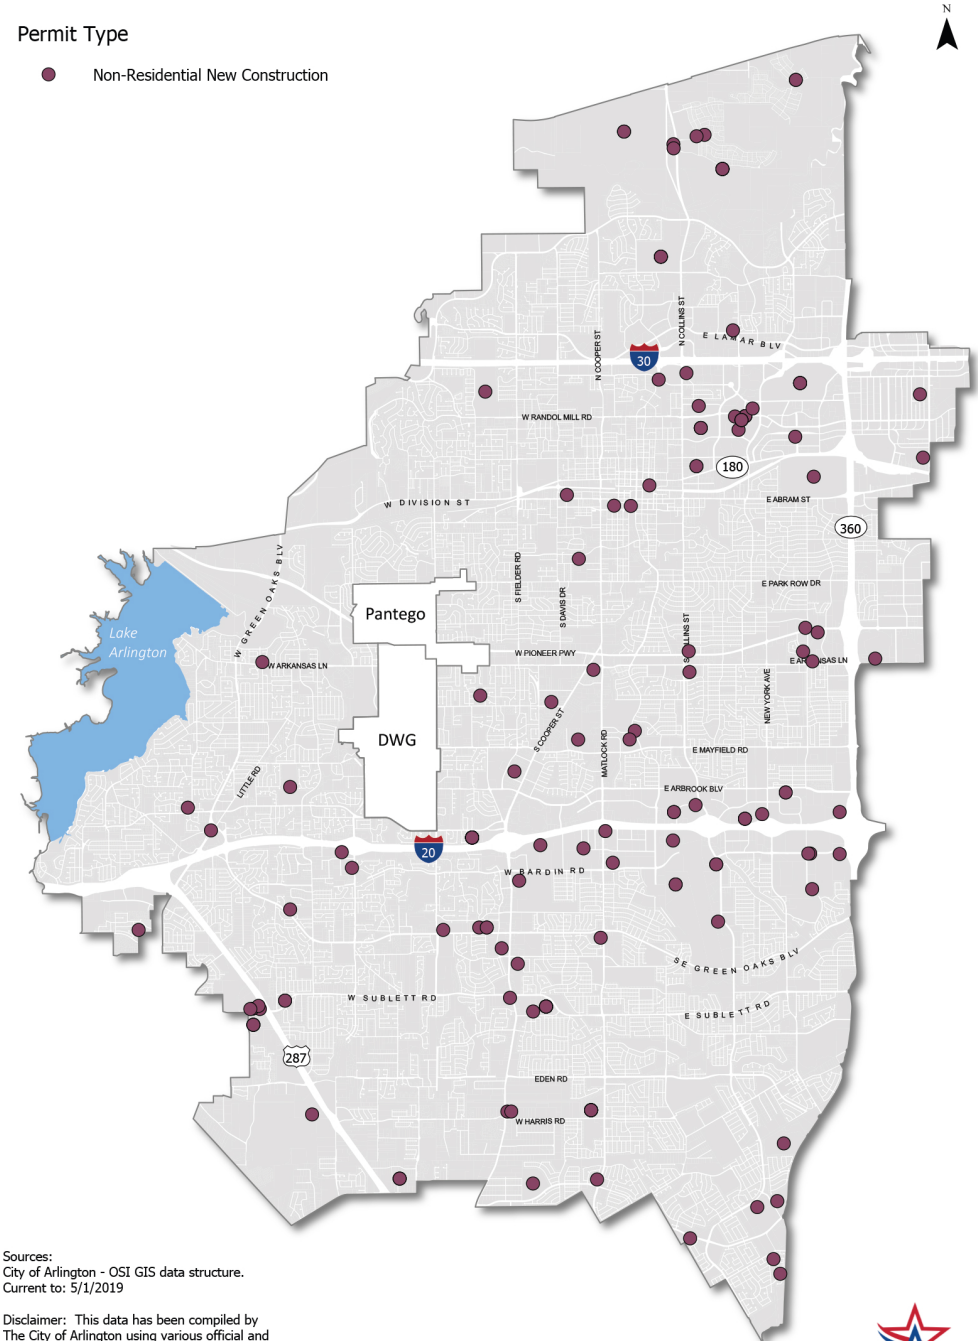 N
Permit Type
Non-Residential New Construction
N COLLINS ST
E LAMAR BLV
N COOPER ST
30
W RANDOL MILL RD
180
W DIVISION ST
E ABRAM ST
360
W GREEN OAKS BLV
S FIELDER RD
S DAVIS DR
E PARK ROW DR
Pantego
Lake
Arlington
W PIONEER PWY
W ARKANSAS LN
NEW YORK AVE
DWG
S COOPER ST
MATLOCK RD
E MAYFIELD RD
LITTLE RD
E ARBROOK BLV
20
W BARDIN RD
SE GREEN OAKS BLV
W SUBLETT RD
E SUBLETT RD
287
EDEN RD
W HARRIS RD
Sources:
City of Arlington - OSI GIS data structure.
Current to: 5/1/2019
Disclaimer: This data has been compiled by
The City of Arlington using various official and